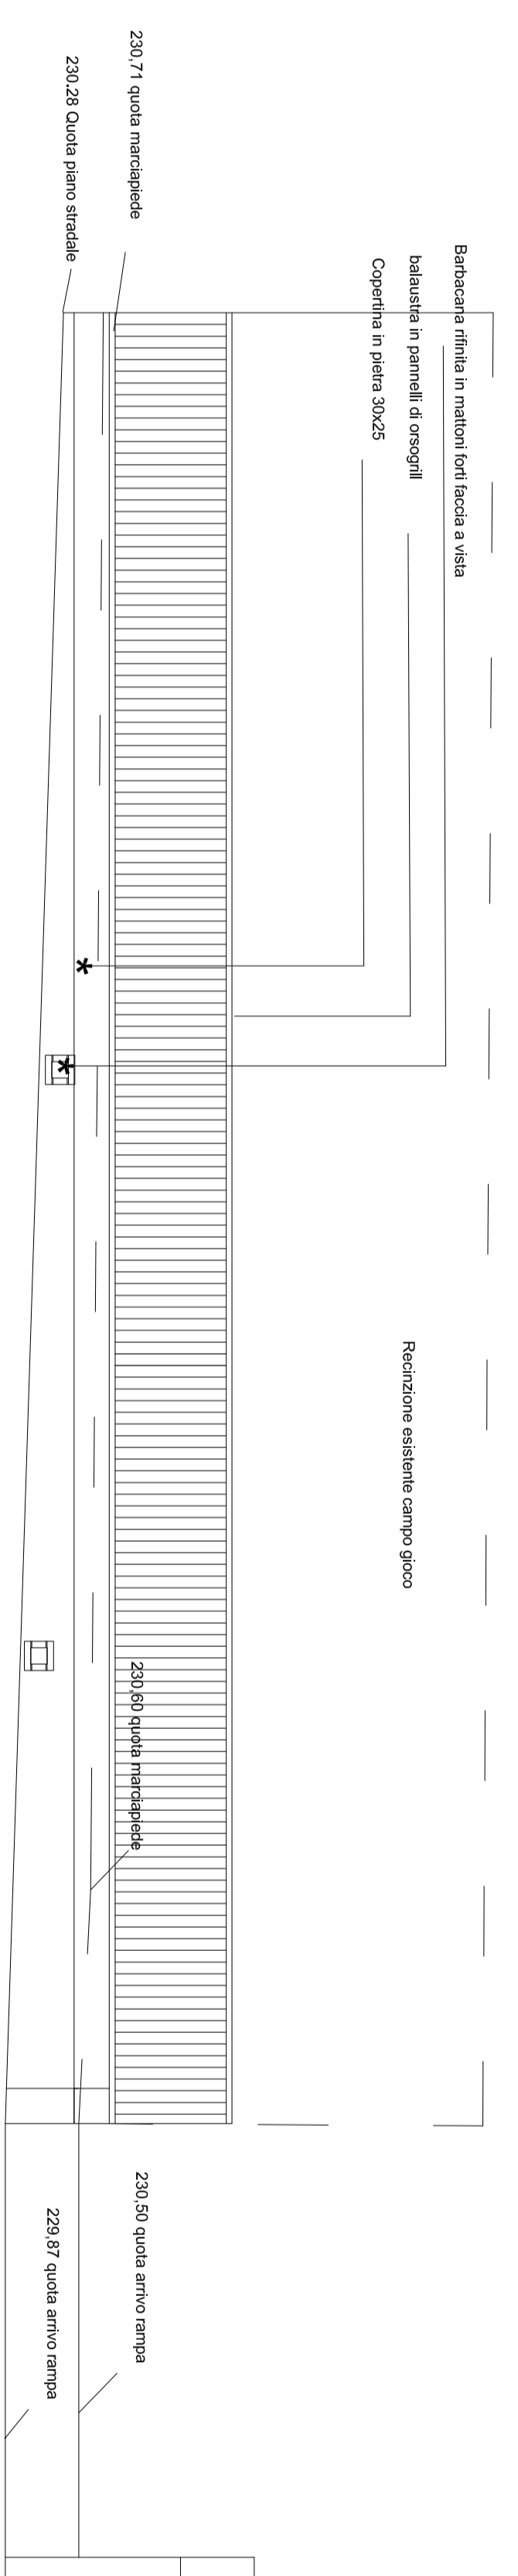 Barbacana rifinita in mattoni forti faccia a vista
balaustra in pannelli di orsogrill
Copertina in pietra 30x25
230,71 quota marciapiede
230.28 Quota piano stradale
Recinzione esistente campo gioco
230,60 quota marciapiede
230,50 quota arrivo rampa
229,87 quota arrivo rampa